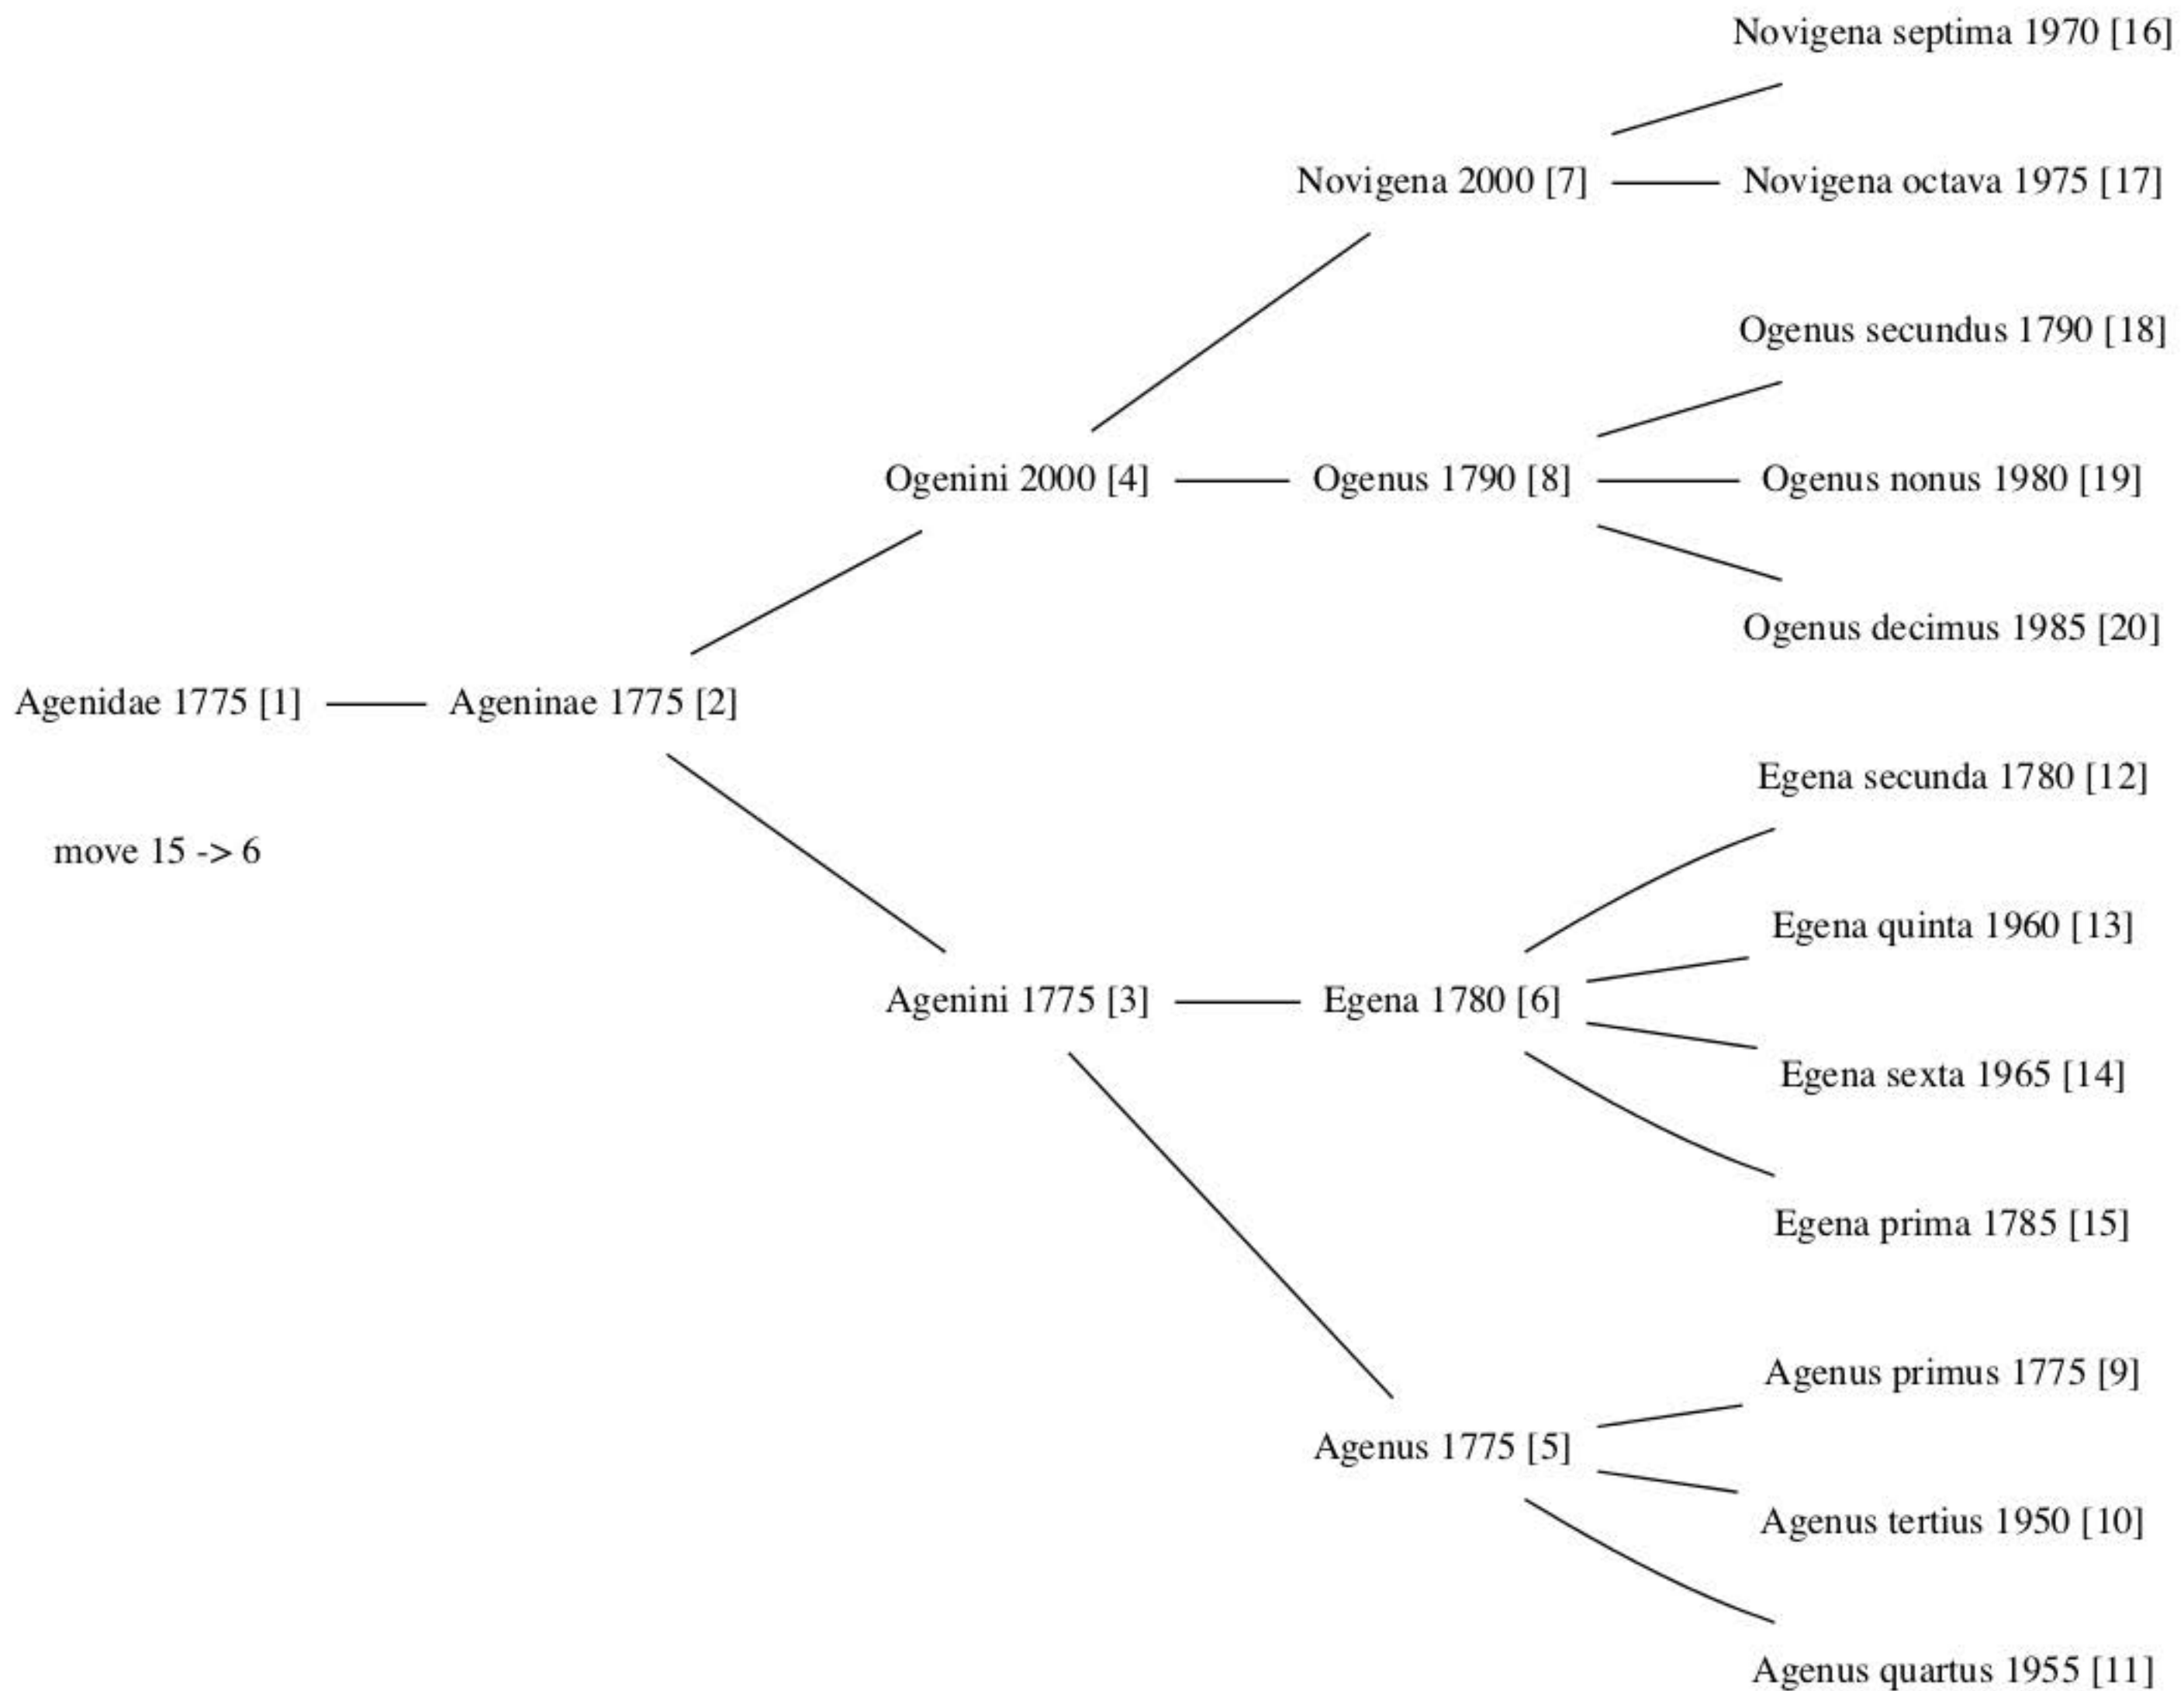 Novigena septima 1970 [16]
Novigena 2000 [7]
Novigena octava 1975 [17]
Ogenus secundus 1790 [18]
Ogenini 2000 [4]
Ogenus 1790 [8]
Ogenus nonus 1980 [19]
Ogenus decimus 1985 [20]
Agenidae 1775 [1]
Ageninae 1775 [2]
Egena secunda 1780 [12]
move 15 -> 6
Egena quinta 1960 [13]
Agenini 1775 [3]
Egena 1780 [6]
Egena sexta 1965 [14]
Egena prima 1785 [15]
Agenus primus 1775 [9]
Agenus 1775 [5]
Agenus tertius 1950 [10]
Agenus quartus 1955 [11]